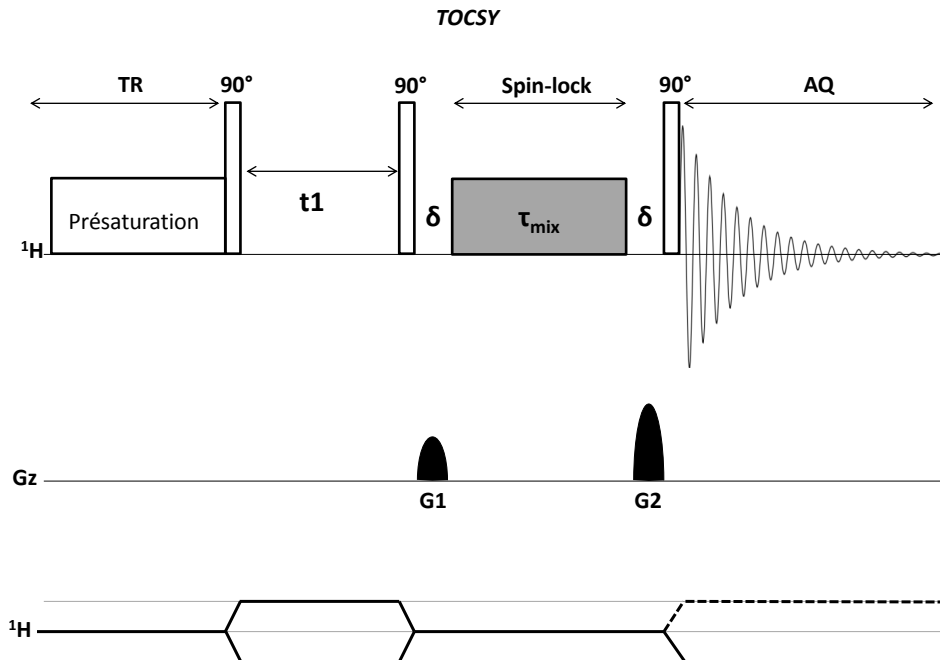 TOCSY
TR 90° 90° Spin-lock 90° AQ
Présaturation t1 δ τmix δ
¹H
Gz
G1 G2
¹H